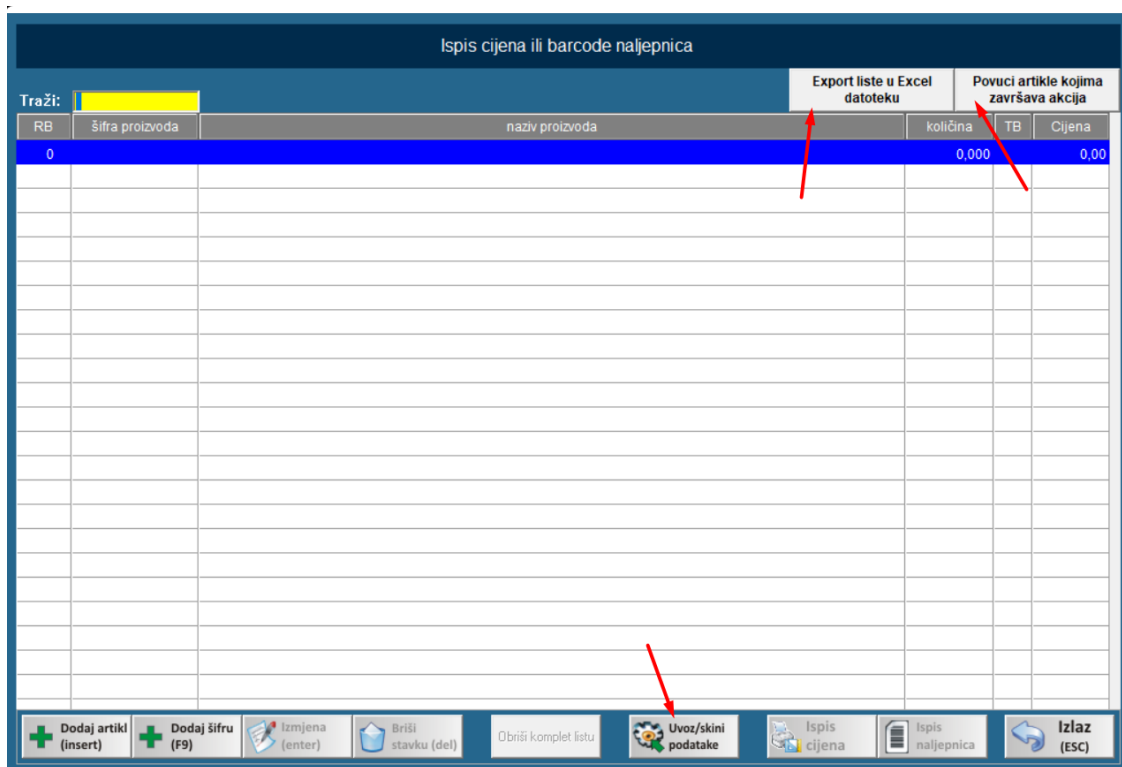 Ispis cijena ili barcode naljepnica
Export liste u Excel
datoteku
Povuci artikle kojima
završava akcija
Traži:
RB šifra proizvoda naziv proizvoda količina TB Cijena
0 0,000 0,00
Dodaj artikl
(insert)
Dodaj šifru
(F9)
Izmjena
(enter)
Briši
stavku (del)
Obriši komplet listu
Uvoz/skini
podatake
Ispis
cijena
Ispis
naljepnica
Izlaz
(ESC)